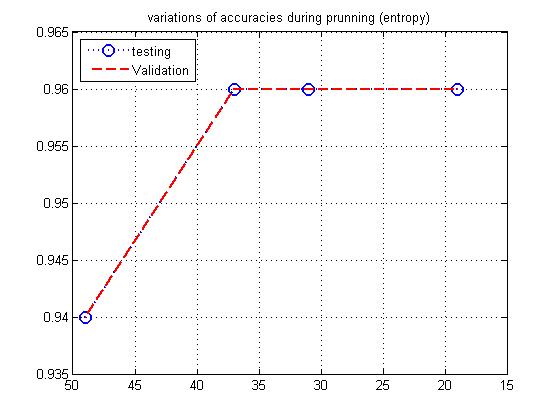 variations of accuracies during prunning (entropy)
0.965
testing
Validation
0.96
0.955
0.95
0.945
0.94
0.935
50 45 40 35 30 25 20 15